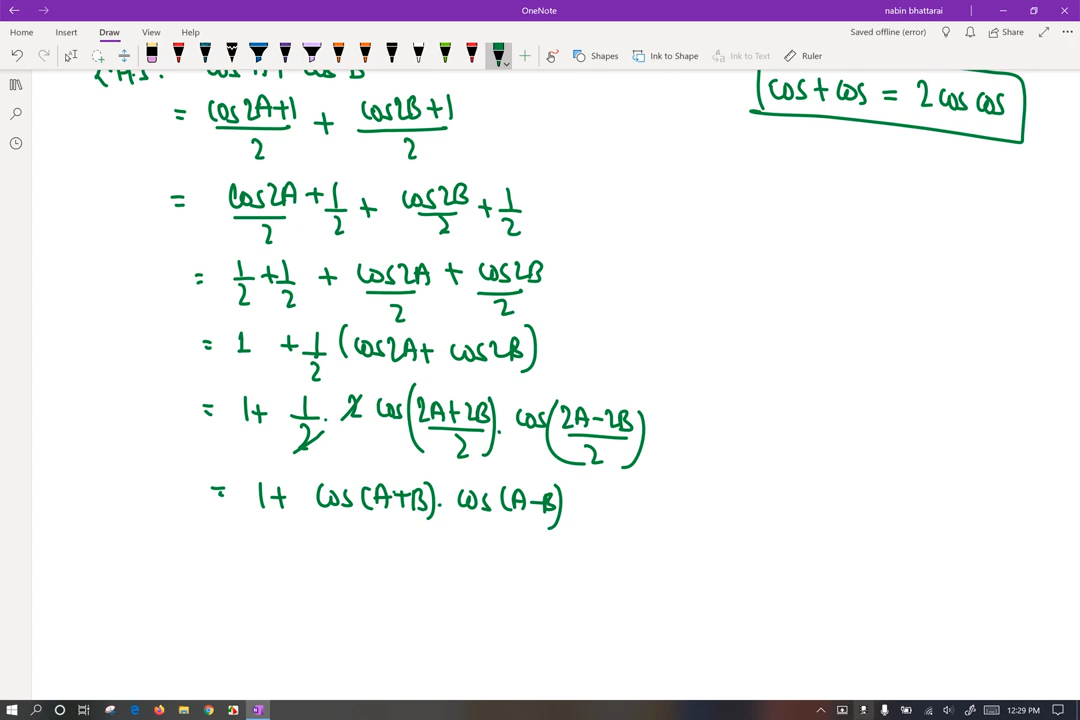 OneNote
nabin bhattarai
Home Insert Draw View Help
Saved offline (error) Share
Shapes Ink to Shape Ink to Text Ruler
cos + cos = 2 cos cos
= cos2A+1/2 + cos2B+1/2
= cos2A/2 + 1/2 + cos2B/2 + 1/2
= 1/2 + 1/2 + cos2A/2 + cos2B/2
= 1 + 1/2 (cos2A + cos2B)
= 1 + 1/2 . 2 cos(2A+2B/2) . cos(2A-2B/2)
= 1 + cos(A+B) . cos(A-B)
12:29 PM